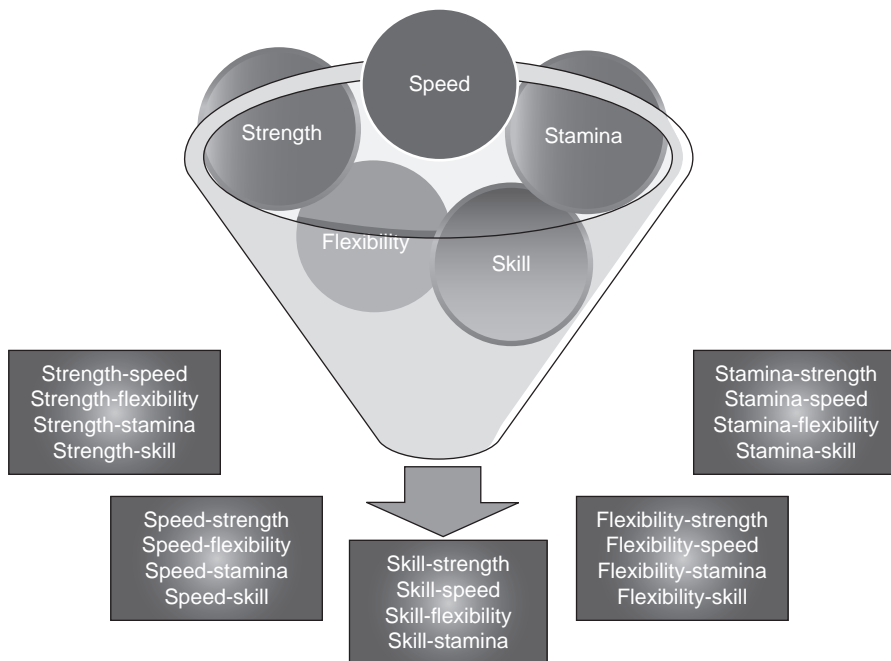 Speed
Strength
Stamina
Flexibility
Skill
Strength-speed
Strength-flexibility
Strength-stamina
Strength-skill
Stamina-strength
Stamina-speed
Stamina-flexibility
Stamina-skill
Speed-strength
Speed-flexibility
Speed-stamina
Speed-skill
Skill-strength
Skill-speed
Skill-flexibility
Skill-stamina
Flexibility-strength
Flexibility-speed
Flexibility-stamina
Flexibility-skill